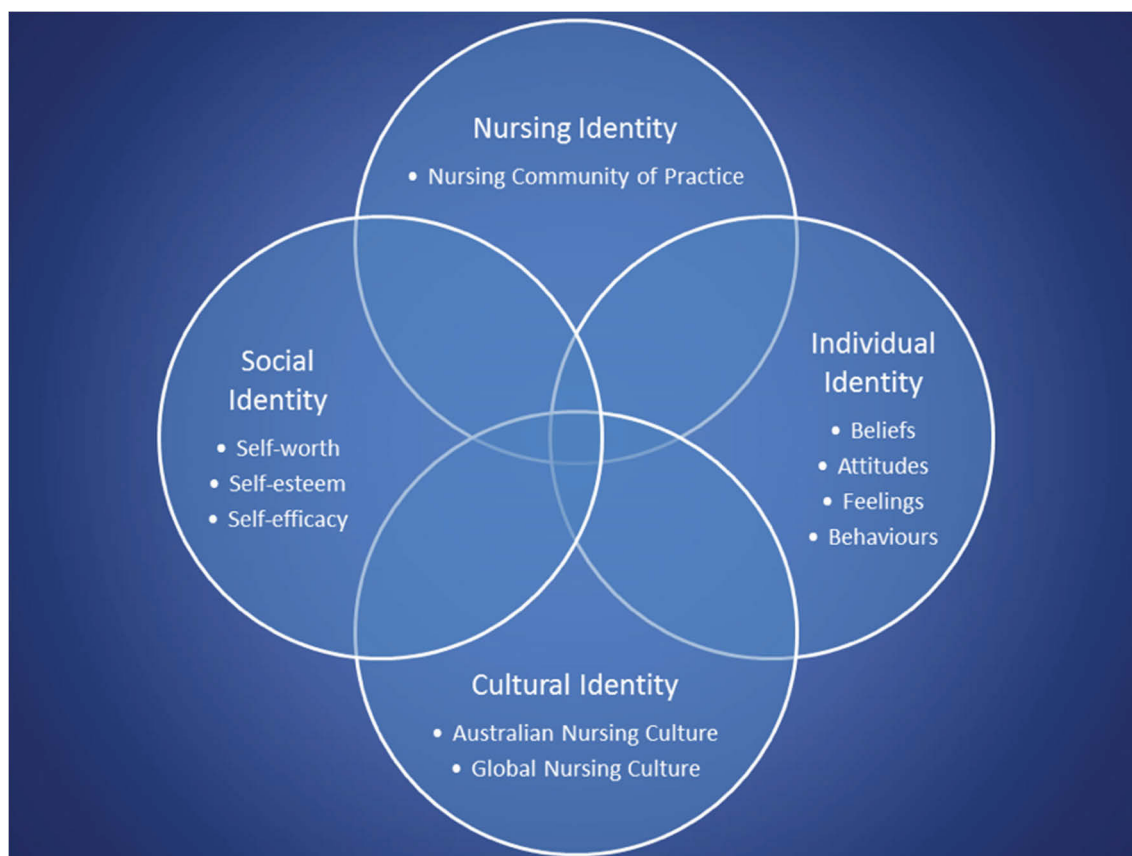 Nursing Identity
• Nursing Community of Practice
Social
Identity
• Self-worth
• Self-esteem
• Self-efficacy
Individual
Identity
• Beliefs
• Attitudes
• Feelings
• Behaviours
Cultural Identity
• Australian Nursing Culture
• Global Nursing Culture